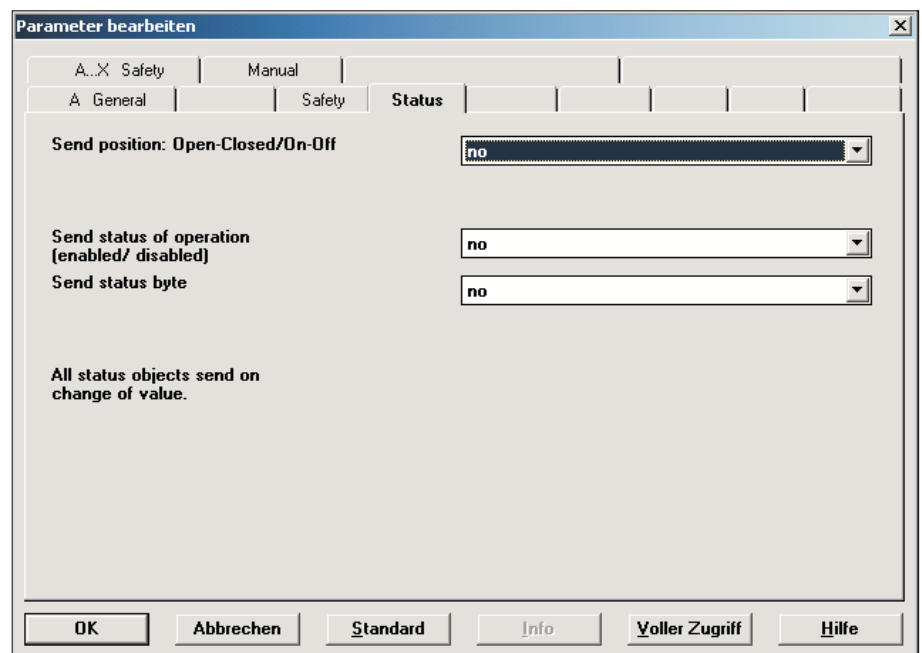 Parameter bearbeiten
A...X Safety Manual
A General Safety Status
Send position: Open-Closed/On-Off no
Send status of operation
(enabled/ disabled) no
Send status byte no
All status objects send on
change of value.
OK Abbrechen Standard Info Voller Zugriff Hilfe